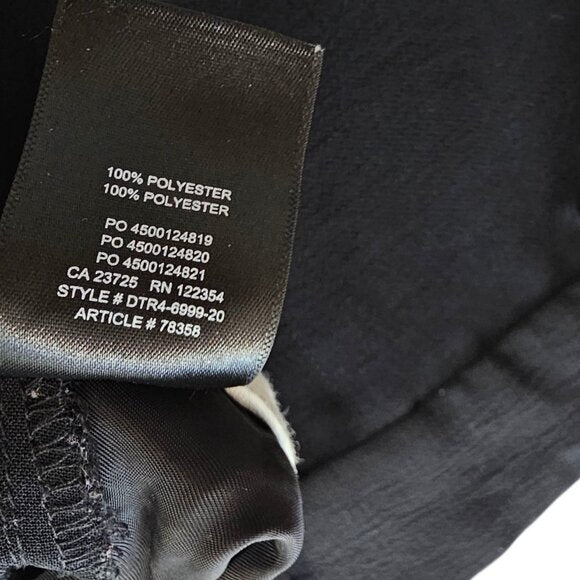 100% POLYESTER
100% POLYESTER
PO 4500124819
PO 4500124820
PO 4500124821
CA 23725 RN 122354
STYLE # DTR4-6999-20
ARTICLE # 78358